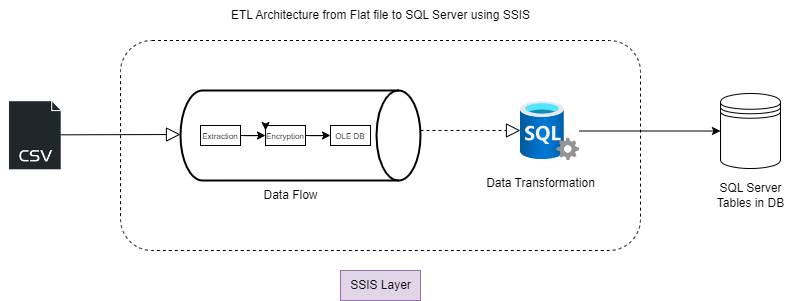 ETL Architecture from Flat file to SQL Server using SSIS
CSV
Extraction
Encryption
OLE DB
Data Flow
SQL
Data Transformation
SQL Server
Tables in DB
SSIS Layer